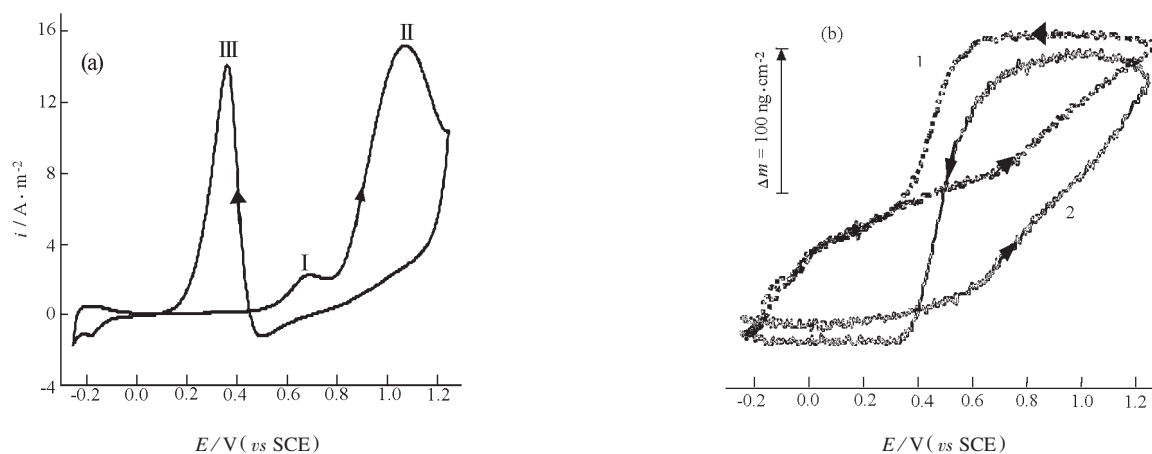 (a)
16
12
8
4
0
-4
i / A · m-2
III
II
I
-0.2 0.0 0.2 0.4 0.6 0.8 1.0 1.2
E/V( vs SCE)
(b)
Δm = 100 ng·cm-2
1
2
-0.2 0.0 0.2 0.4 0.6 0.8 1.0 1.2
E/V( vs SCE)